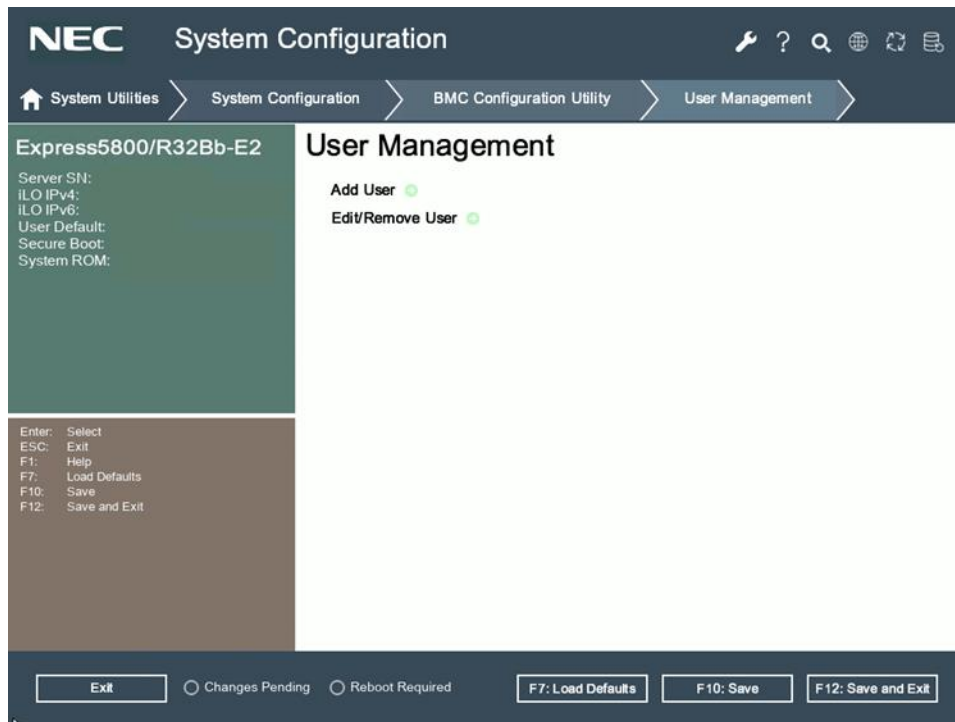 NEC System Configuration
?
System Utilities System Configuration BMC Configuration Utility User Management
Express5800/R32Bb-E2
Server SN:
iLO IPv4:
iLO IPv6:
User Default:
Secure Boot:
System ROM:
User Management
Add User
Edit/Remove User
Enter: Select
ESC: Exit
F1: Help
F7: Load Defaults
F10: Save
F12: Save and Exit
Exit Changes Pending Reboot Required F7: Load Defaults F10: Save F12: Save and Exit